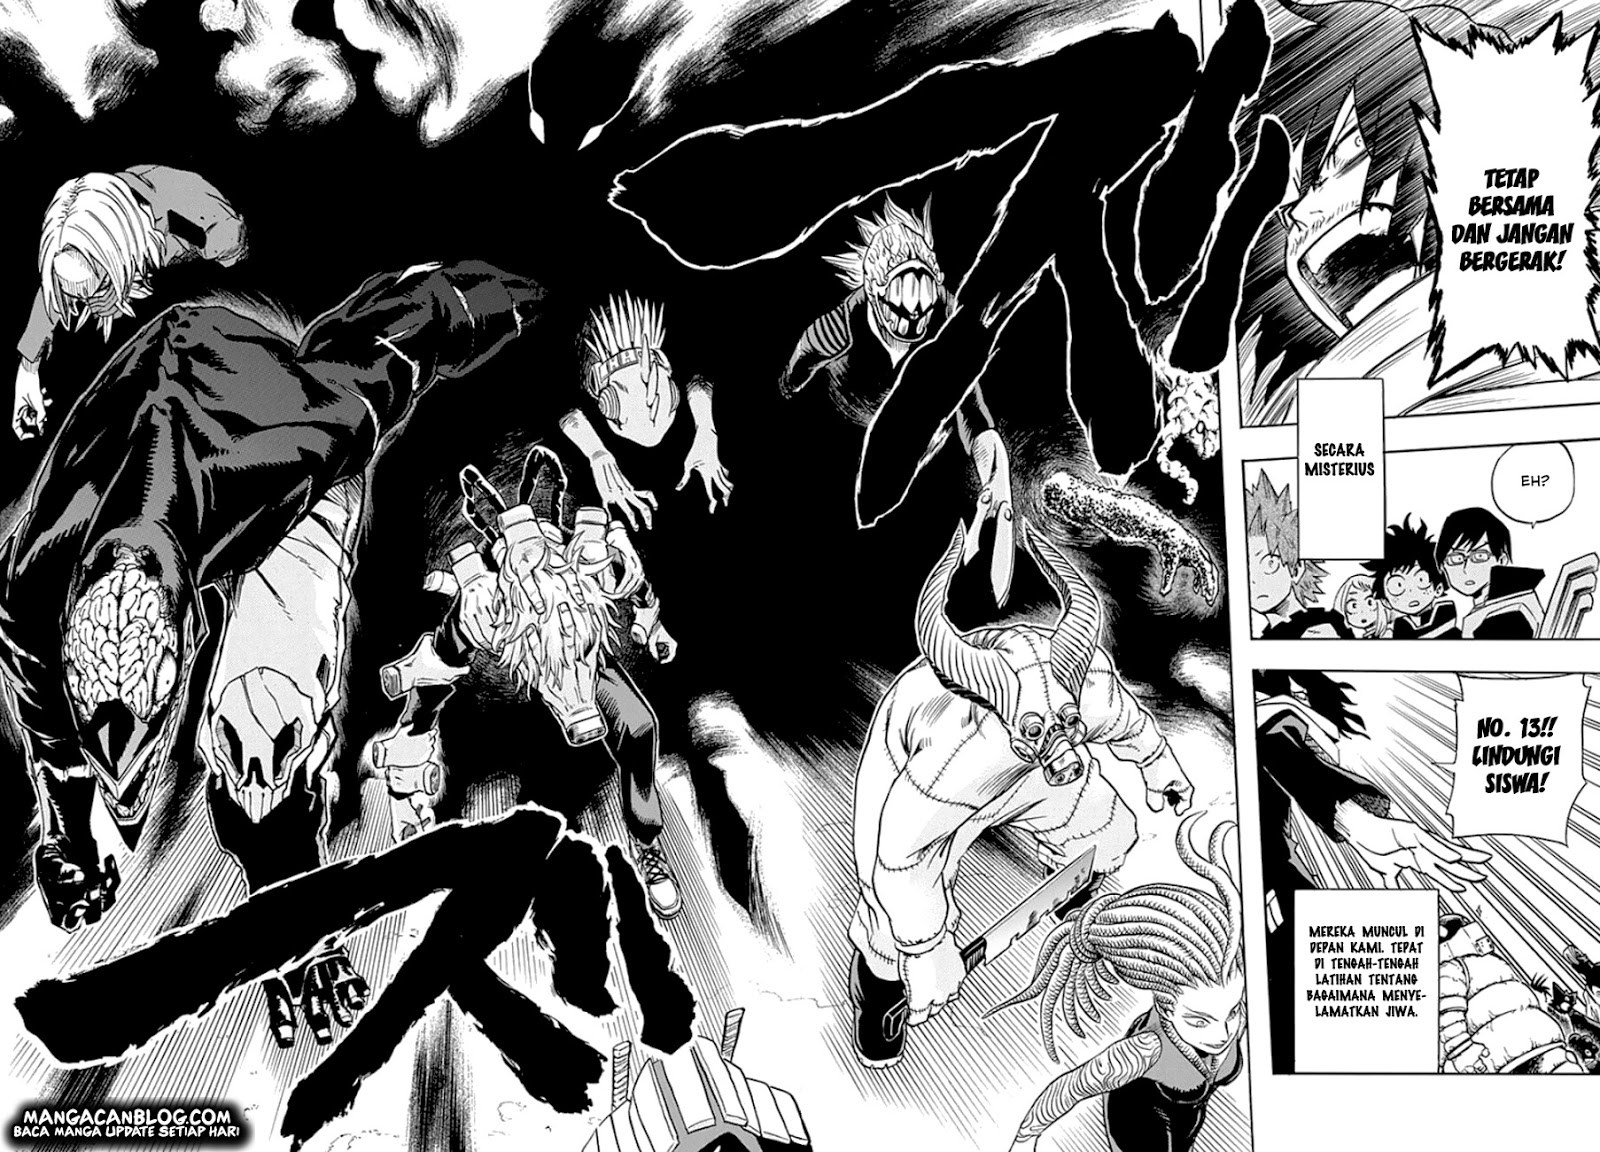 TETAP
BERSAMA
DAN JANGAN
BERGERAK!
SECARA
MISTERIUS
EH?
NO. 13!!
LINDUNGI
SISWA!
MEREKA MUNCUL DI
DEPAN KAMI. TEPAT
DI TENGAH-TENGAH
LATIHAN TENTANG
BAGAIMANA MENYE-
LAMATKAN JIWA.
MANGACANBLOG.COM
BACA MANGA UPDATE SETIAP HARI